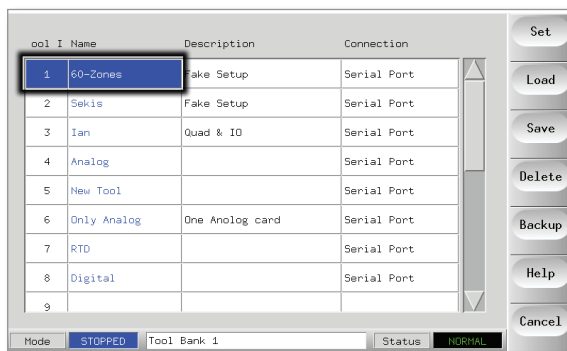 ool I Name Description Connection
1 60-Zones Fake Setup Serial Port
2 Sekis Fake Setup Serial Port
3 Ian Quad & IO Serial Port
4 Analog Serial Port
5 New Tool Serial Port
6 Only Analog One Anolog card Serial Port
7 RTD Serial Port
8 Digital Serial Port
9
Set
Load
Save
Delete
Backup
Help
Cancel
Mode STOPPED Tool Bank 1 Status NORMAL